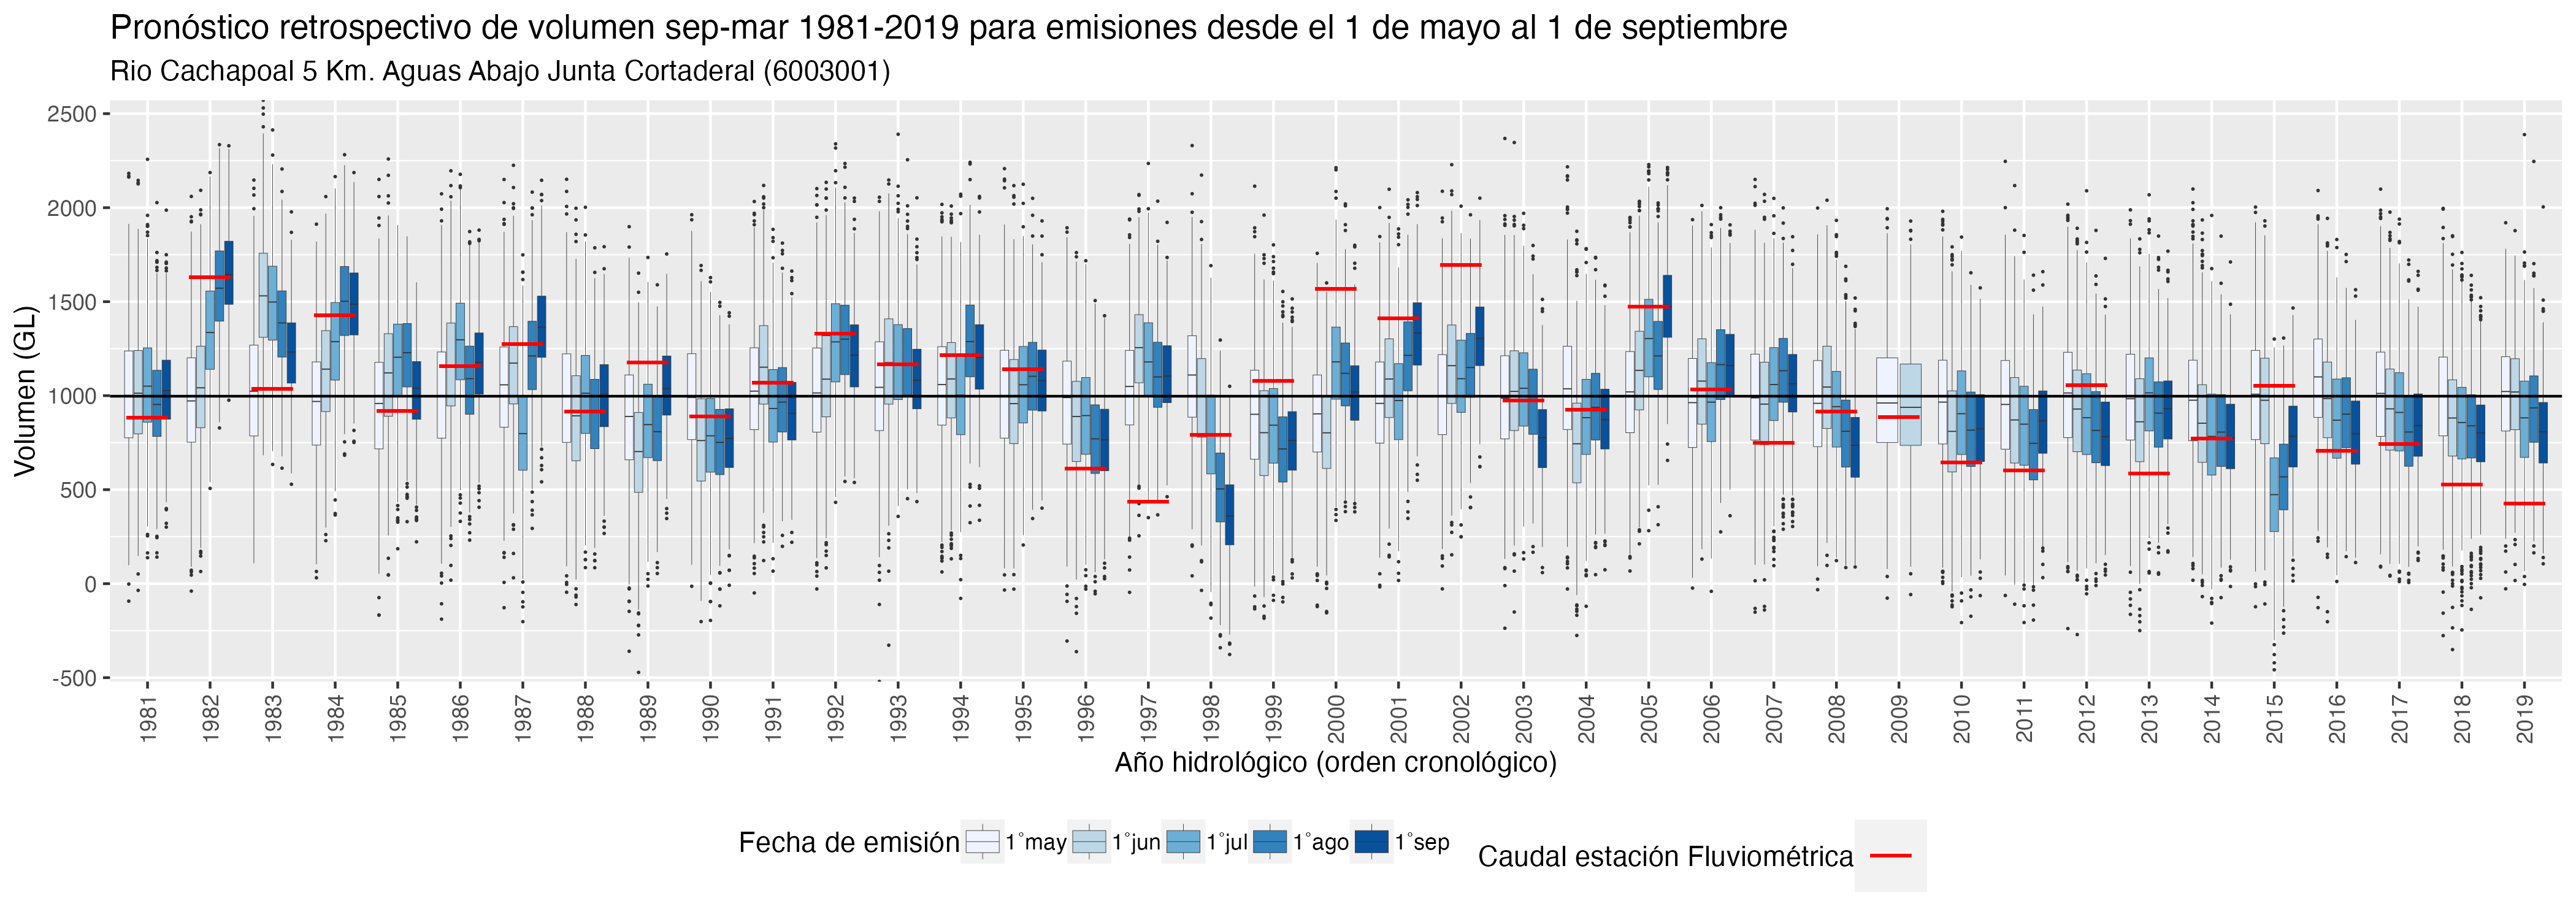 Pronóstico retrospectivo de volumen sep-mar 1981-2019 para emisiones desde el 1 de mayo al 1 de septiembre
Rio Cachapoal 5 Km. Aguas Abajo Junta Cortaderal (6003001)
Volumen (GL)
2500
2000
1500
1000
500
0
-500
1981 1982 1983 1984 1985 1986 1987 1988 1989 1990 1991 1992 1993 1994 1995 1996 1997 1998 1999 2000 2001 2002 2003 2004 2005 2006 2007 2008 2009 2010 2011 2012 2013 2014 2015 2016 2017 2018 2019
Año hidrológico (orden cronológico)
Fecha de emisión 1°may 1°jun 1°jul 1°ago 1°sep Caudal estación Fluviométrica